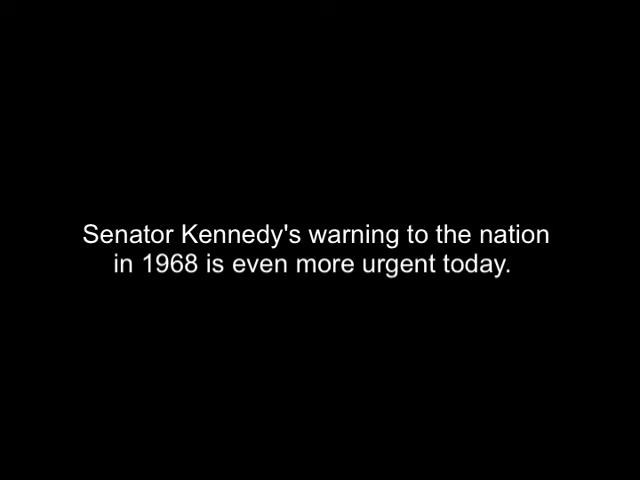 Senator Kennedy's warning to the nation
in 1968 is even more urgent today.